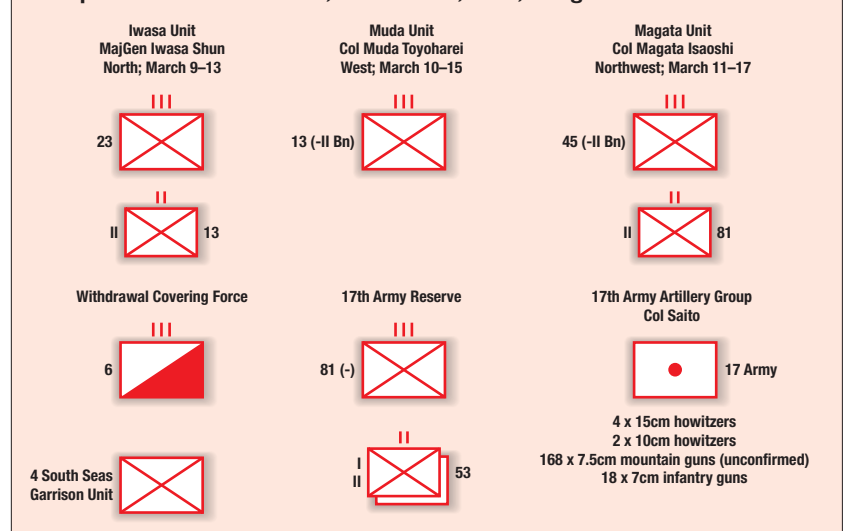 Iwasa Unit
MajGen Iwasa Shun
North; March 9–13
Muda Unit
Col Muda Toyoharei
West; March 10–15
Magata Unit
Col Magata Isaoshi
Northwest; March 11–17
III
23
III
13 (-II Bn)
III
45 (-II Bn)
II
II
13
II
II
81
Withdrawal Covering Force
17th Army Reserve
17th Army Artillery Group
Col Saito
III
6
III
81 (-)
17 Army
4 South Seas
Garrison Unit
II
I
II
53
4 x 15cm howitzers
2 x 10cm howitzers
168 x 7.5cm mountain guns (unconfirmed)
18 x 7cm infantry guns